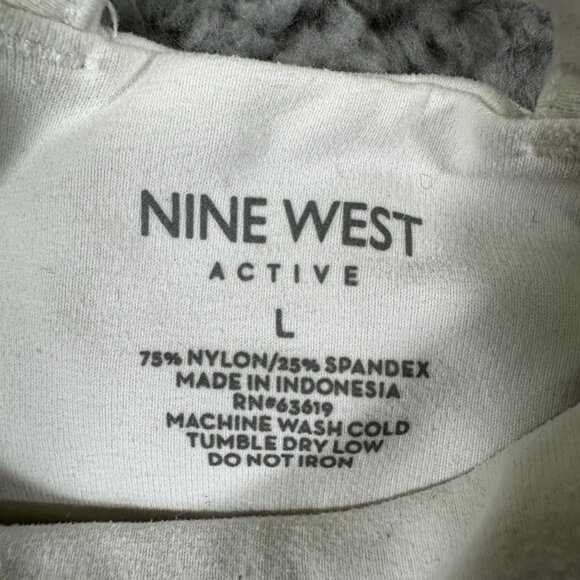 NINE WEST
ACTIVE
L
75% NYLON/25% SPANDEX
MADE IN INDONESIA
RN#63619
MACHINE WASH COLD
TUMBLE DRY LOW
DO NOT IRON